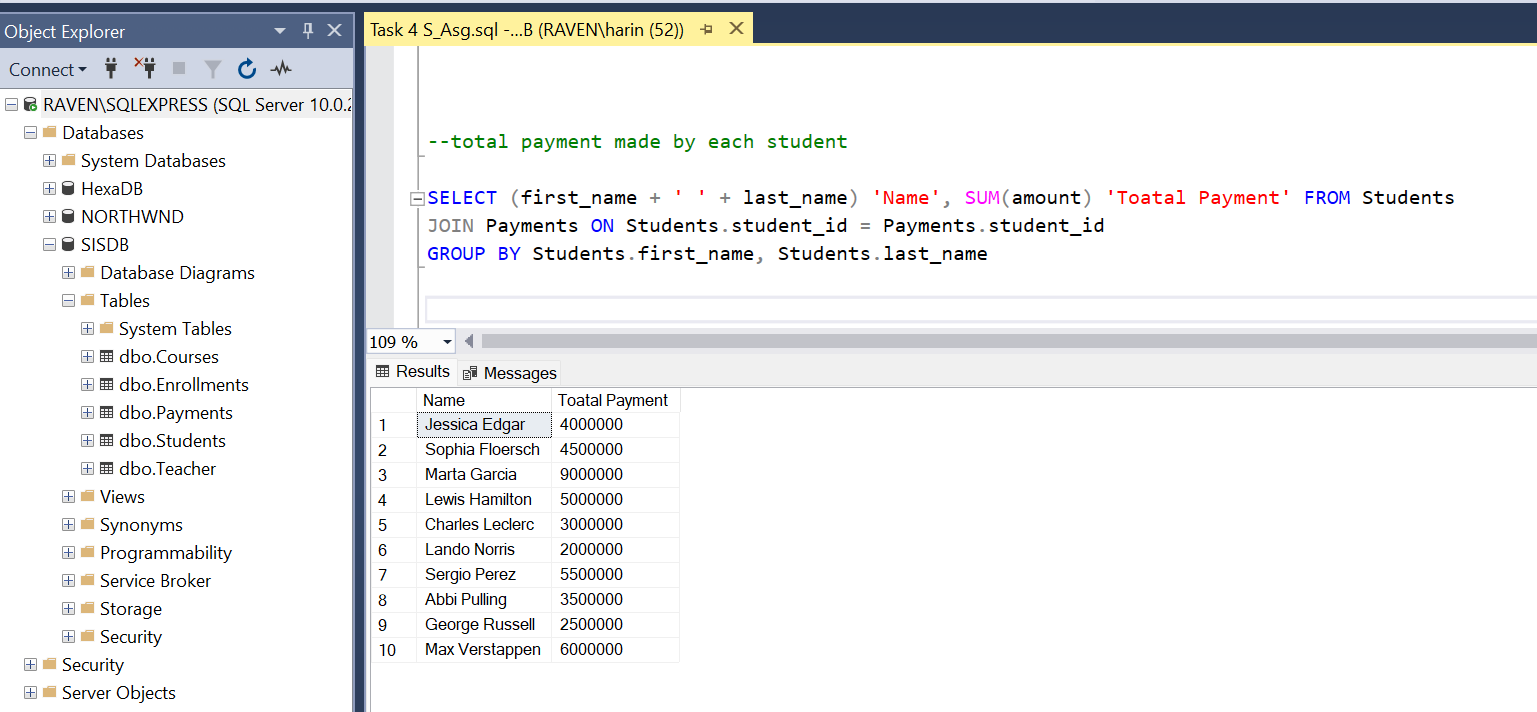 Object Explorer
Connect
RAVEN\SQLEXPRESS (SQL Server 10.0.2
Databases
System Databases
HexaDB
NORTHWND
SISDB
Database Diagrams
Tables
System Tables
dbo.Courses
dbo.Enrollments
dbo.Payments
dbo.Students
dbo.Teacher
Views
Synonyms
Programmability
Service Broker
Storage
Security
Security
Server Objects
Task 4 S_Asg.sql -...B (RAVEN\harin (52))
--total payment made by each student
SELECT (first_name + ' ' + last_name) 'Name', SUM(amount) 'Toatal Payment' FROM Students
JOIN Payments ON Students.student_id = Payments.student_id
GROUP BY Students.first_name, Students.last_name
109 %
Results Messages
Name Toatal Payment
1 Jessica Edgar 4000000
2 Sophia Floersch 4500000
3 Marta Garcia 9000000
4 Lewis Hamilton 5000000
5 Charles Leclerc 3000000
6 Lando Norris 2000000
7 Sergio Perez 5500000
8 Abbi Pulling 3500000
9 George Russell 2500000
10 Max Verstappen 6000000